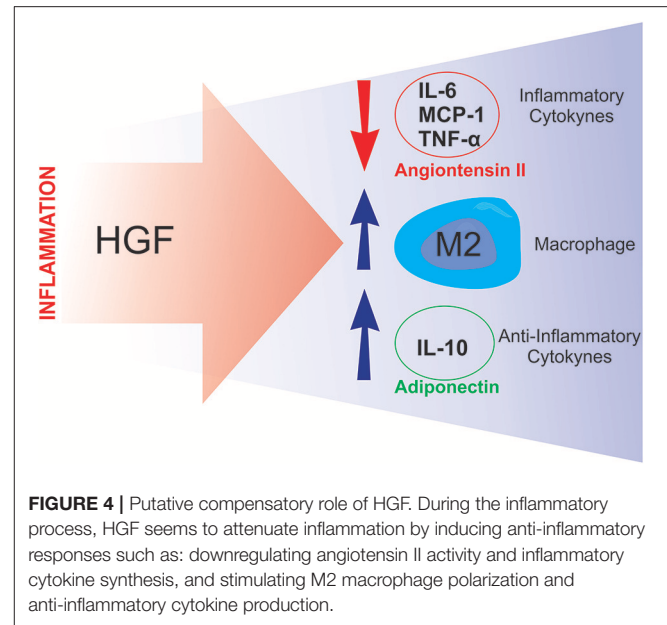 INFLAMMATION
HGF
IL-6
MCP-1
TNF-α
Angiontensin II
Inflammatory
Cytokynes
M2
Macrophage
IL-10
Adiponectin
Anti-Inflammatory
Cytokynes
FIGURE 4 | Putative compensatory role of HGF. During the inflammatory
process, HGF seems to attenuate inflammation by inducing anti-inflammatory
responses such as: downregulating angiotensin II activity and inflammatory
cytokine synthesis, and stimulating M2 macrophage polarization and
anti-inflammatory cytokine production.